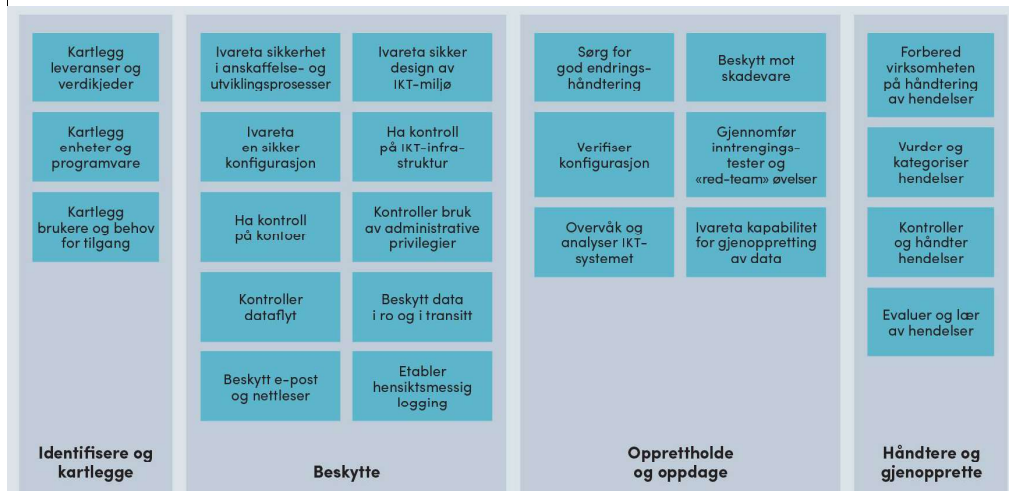 Kartlegg
leveranser og
verdikjeder
Kartlegg
enheter og
programvare
Kartlegg
brukere og behov
for tilgang
Identifisere og
kartlegge
Ivareta sikkerhet
i anskaffelse- og
utviklingsprosesser
Ivareta sikker
design av
IKT-miljø
Ivareta
en sikker
konfigurasjon
Ha kontroll
på IKT-infra-
struktur
Ha kontroll
på kontoer
Kontroller bruk
av administrative
privilegier
Kontroller
dataflyt
Beskytt data
i ro og i transitt
Beskytt e-post
og nettleser
Etabler
hensiktsmessig
logging
Beskytte
Sørg for
god endrings-
håndtering
Beskytt mot
skadevare
Verifiser
konfigurasjon
Gjennomfør
inntrengings-
tester og
«red-team» øvelser
Overvåk og
analyser IKT-
systemet
Ivareta kapabilitet
for gjenoppretting
av data
Opprettholde
og oppdage
Forbered
virksomheten
på håndtering
av hendelser
Vurder og
kategoriser
hendelser
Kontroller
og håndter
hendelser
Evaluer og lær
av hendelser
Håndtere og
gjenopprette